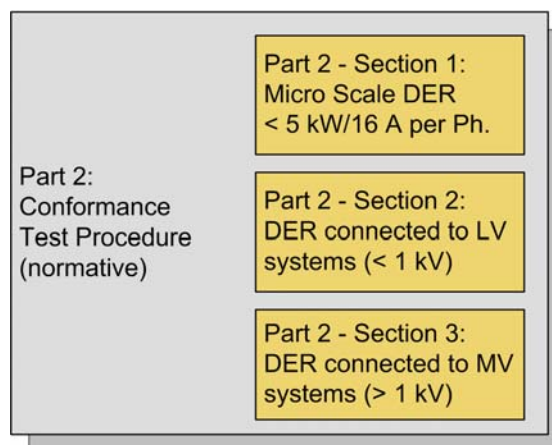 Part 2:
Conformance
Test Procedure
(normative)
Part 2 - Section 1:
Micro Scale DER
< 5 kW/16 A per Ph.
Part 2 - Section 2:
DER connected to LV
systems (< 1 kV)
Part 2 - Section 3:
DER connected to MV
systems (> 1 kV)